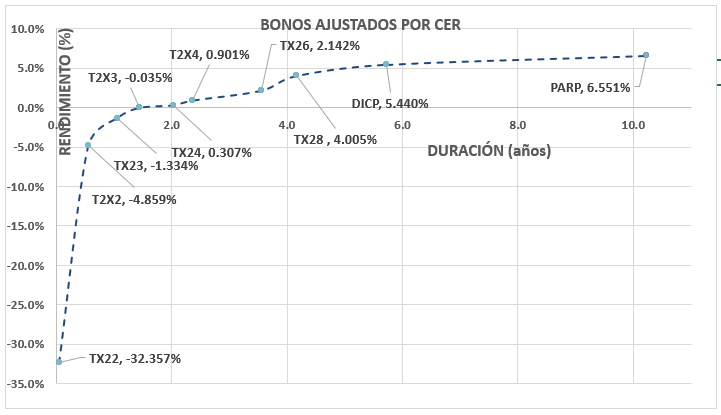 BONOS AJUSTADOS POR CER
RENDIMIENTO (%)
10.0%
5.0%
0.0%
-5.0%
-10.0%
-15.0%
-20.0%
-25.0%
-30.0%
-35.0%
TX22, -32.357%
T2X2, -4.859%
TX23, -1.334%
T2X3, -0.035%
TX24, 0.307%
T2X4, 0.901%
TX26, 2.142%
TX28 , 4.005%
DICP, 5.440%
PARP, 6.551%
0.0
2.0
4.0
6.0
8.0
10.0
DURACIÓN (años)